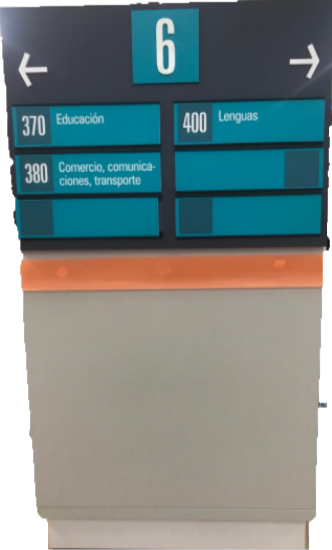 6
370 Educación
380 Comercio, comunica-
ciones, transporte
400 Lenguas